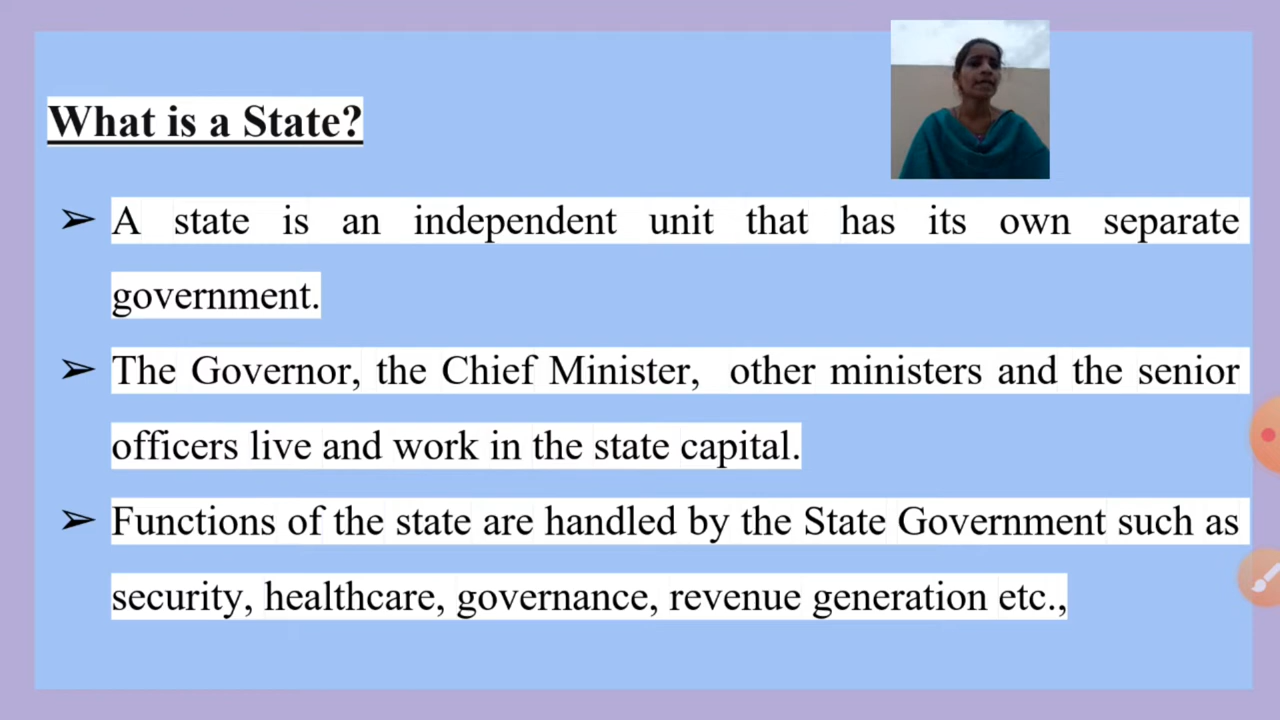 What is a State?
➢ A state is an independent unit that has its own separate
government.
➢ The Governor, the Chief Minister, other ministers and the senior
officers live and work in the state capital.
➢ Functions of the state are handled by the State Government such as
security, healthcare, governance, revenue generation etc.,